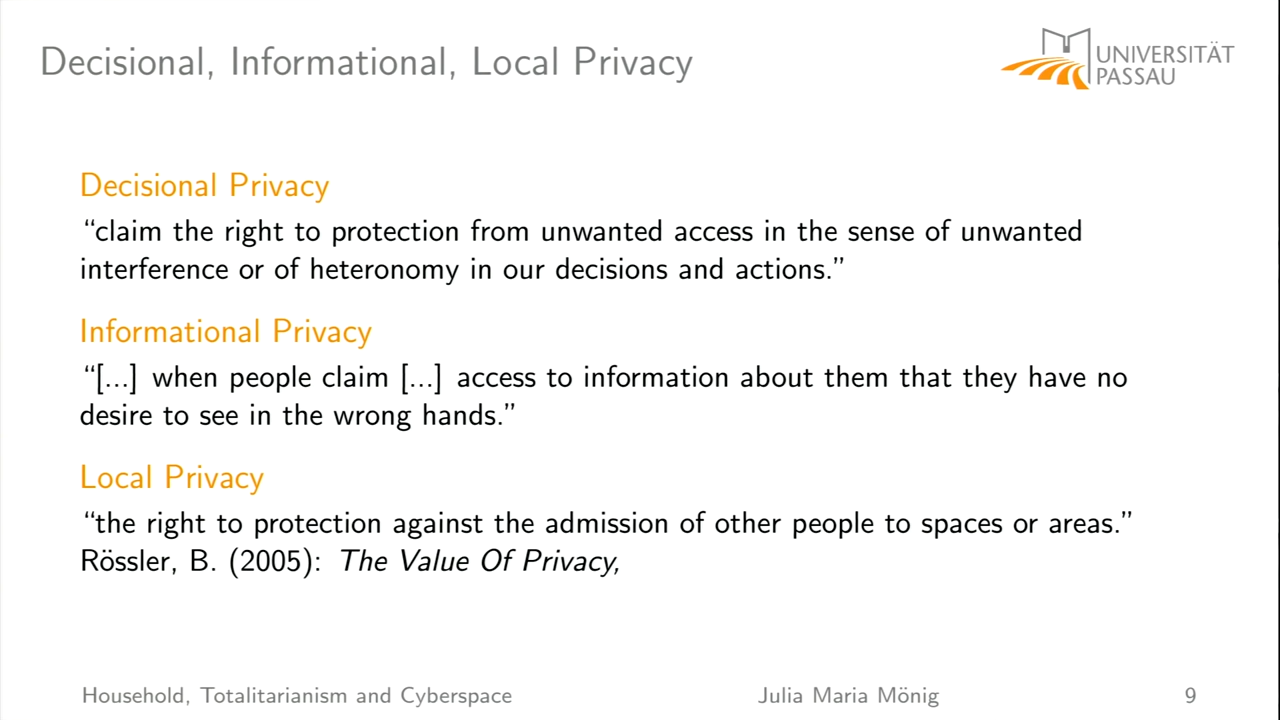 Decisional, Informational, Local Privacy
UNIVERSITÄT
PASSAU
Decisional Privacy
“claim the right to protection from unwanted access in the sense of unwanted
interference or of heteronomy in our decisions and actions.”
Informational Privacy
“[...] when people claim [...] access to information about them that they have no
desire to see in the wrong hands.”
Local Privacy
“the right to protection against the admission of other people to spaces or areas.”
Rössler, B. (2005): The Value Of Privacy,
Household, Totalitarianism and Cyberspace Julia Maria Mönig 9